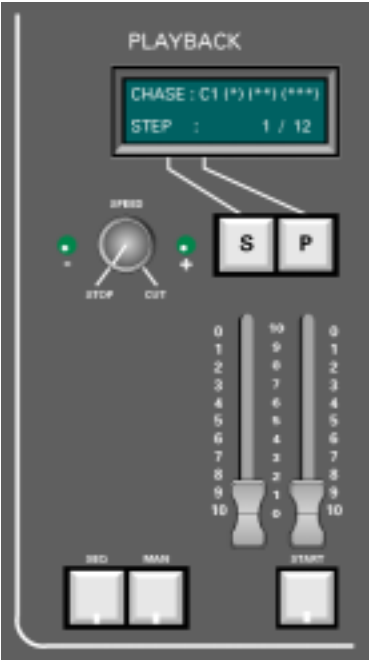 PLAYBACK
CHASE : C1 (*) (**) (***)
STEP : 1 / 12
SPEED
S P
- +
STOP CUT
0 10 0
1 9 1
2 8 2
3 7 3
4 6 4
5 5 5
6 4 6
7 3 7
8 2 8
9 1 9
10 0 10
SEQ MAN START